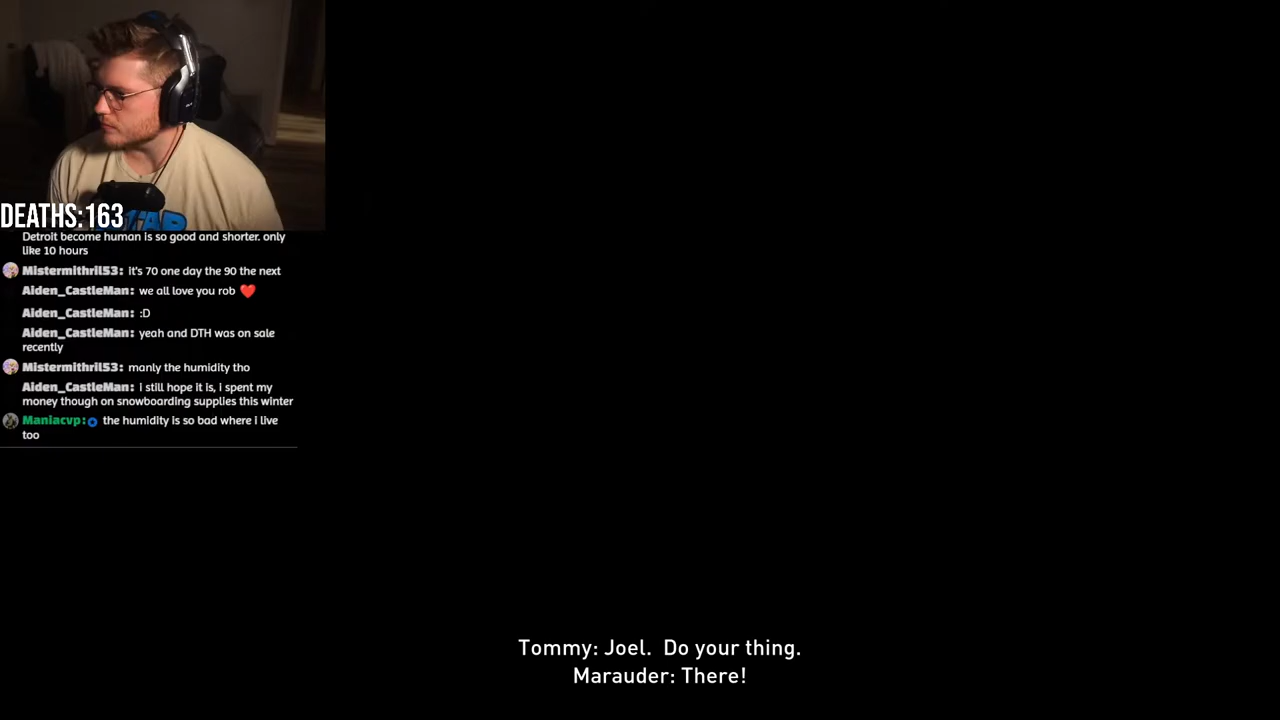 DEATHS:163
Detroit become human is so good and shorter. only
like 10 hours
Mistermithril53: it's 70 one day the 90 the next
Aiden_CastleMan: we all love you rob ❤️
Aiden_CastleMan: :D
Aiden_CastleMan: yeah and DTH was on sale
recently
Mistermithril53: manly the humidity tho
Aiden_CastleMan: I still hope it is, i spent my
money though on snowboarding supplies this winter
Maniacvp: the humidity is so bad where i live
too
Tommy: Joel.  Do your thing.
Marauder: There!